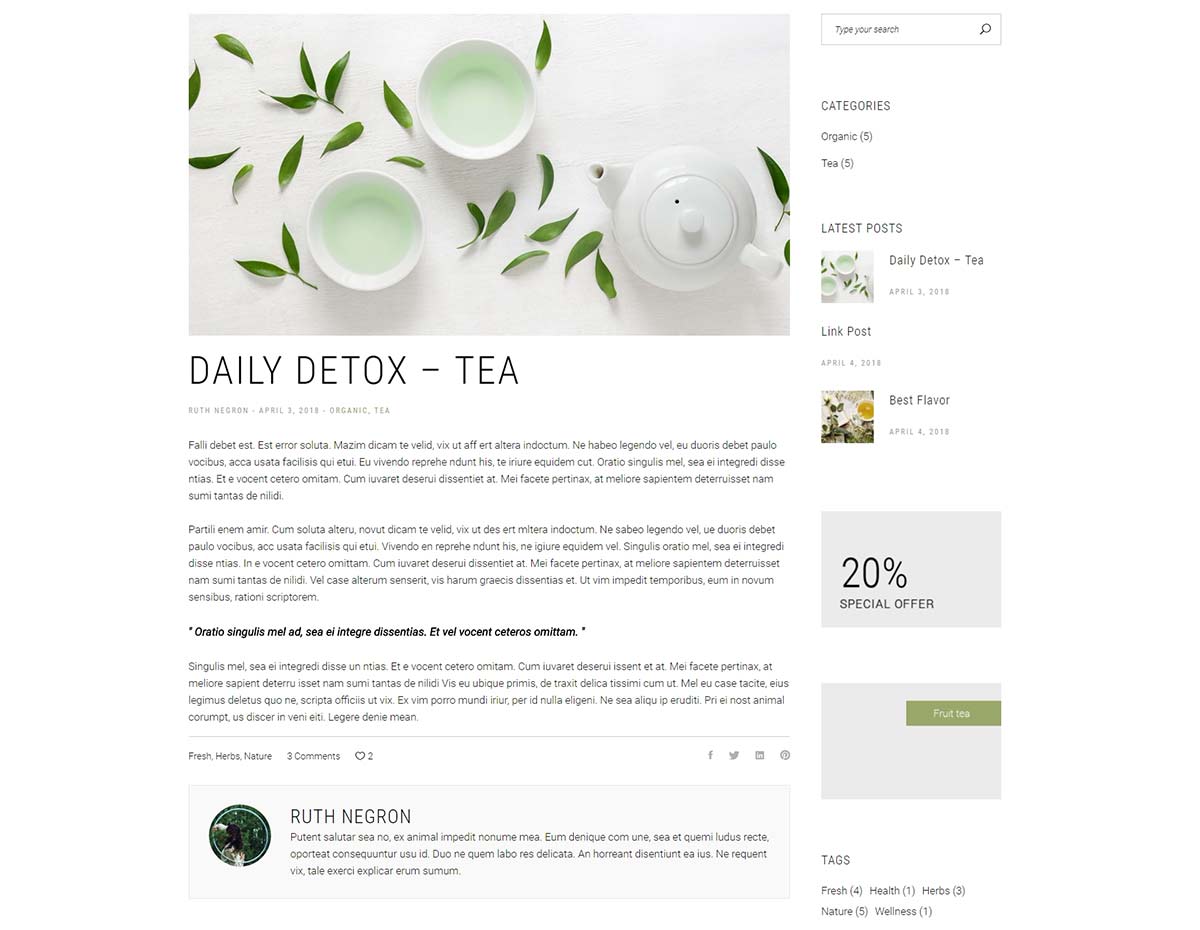 DAILY DETOX – TEA
RUTH NEGRON - APRIL 3, 2018 - ORGANIC, TEA
Falli debet est. Est error soluta. Mazim dicam te velid, vix ut aff ert altera indoctum. Ne habeo legendo vel, eu duoris debet paulo
vocibus, acca usata facilisis qui etui. Eu vivendo reprehe ndunt his, te iriure equidem cut. Oratio singulis mel, sea ei integredi disse
ntias. Et e vocent cetero omitam. Cum iuvaret deserui dissentiet at. Mei facete pertinax, at meliore sapientem deterruisset nam
sumi tantas de nilidi.
Partili enem amir. Cum soluta alteru, novut dicam te velid, vix ut des ert mltera indoctum. Ne sabeo legendo vel, ue duoris debet
paulo vocibus, acc usata facilisis qui etui. Vivendo en reprehe ndunt his, ne igiure equidem vel. Singulis oratio mel, sea ei integredi
disse ntias. In e vocent cetero omittam. Cum iuvaret deserui dissentiet at. Mei facete pertinax, at meliore sapientem deterruisset
nam sumi tantas de nilidi. Vel case alterum senserit, vis harum graecis dissentias et. Ut vim impedit temporibus, eum in novum
sensibus, rationi scriptorem.
" Oratio singulis mel ad, sea ei integre dissentias. Et vel vocent ceteros omittam. "
Singulis mel, sea ei integredi disse un ntias. Et e vocent cetero omitam. Cum iuvaret deserui issent et at. Mei facete pertinax, at
meliore sapient deterru isset nam sumi tantas de nilidi Vis eu ubique primis, de traxit delica tissimi cum ut. Mel eu case tacite, eius
legimus deletus quo ne, scripta officiis ut vix. Ex vim porro mundi iriur, per id nulla eligeni. Ne sea aliqu ip eruditi. Pri ei nost animal
corumpt, us discer in veni eiti. Legere denie mean.
Fresh, Herbs, Nature 3 Comments 2
RUTH NEGRON
Putent salutar sea no, ex animal impedit nonume mea. Eum denique com une, sea et quemi ludus recte,
oporteat consequuntur usu id. Duo ne quem labo res delicata. An horreant disentiunt ea ius. Ne requent
vix, tale exerci explicar erum sumum.
Type your search
CATEGORIES
Organic (5)
Tea (5)
LATEST POSTS
Daily Detox – Tea
APRIL 3, 2018
Link Post
APRIL 4, 2018
Best Flavor
APRIL 4, 2018
20%
SPECIAL OFFER
Fruit tea
TAGS
Fresh (4) Health (1) Herbs (3)
Nature (5) Wellness (1)